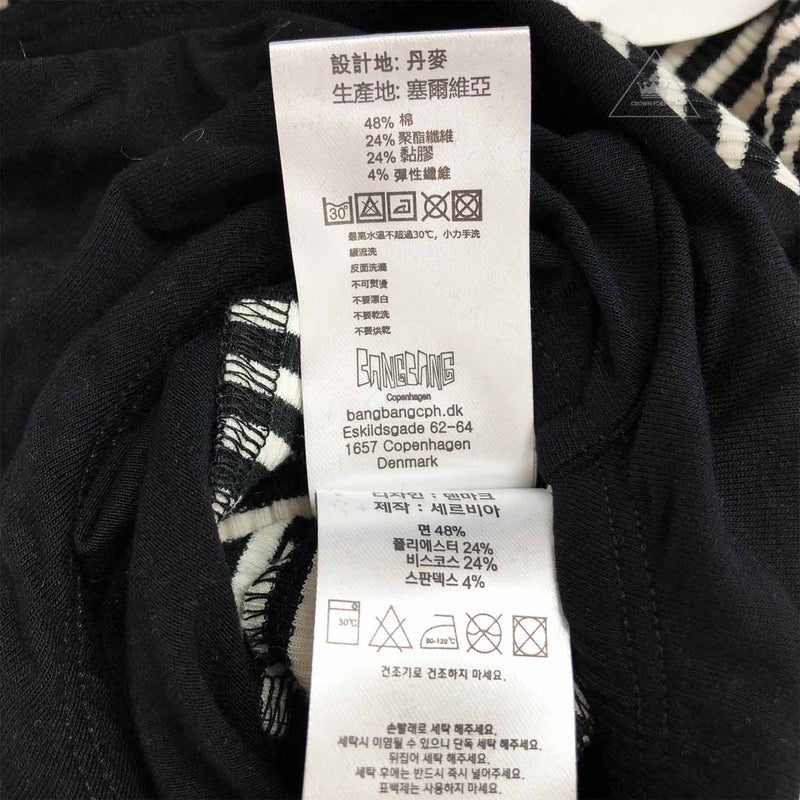 設計地: 丹麥
生產地: 塞爾維亞
48% 棉
24% 聚酯纖維
24% 黏膠
4% 彈性纖維
30°
最高水溫不超過30℃, 小力手洗
緩流洗
反面洗滌
不可熨燙
不要漂白
不要乾洗
不要烘乾
BANGBANG
Copenhagen
bangbangcph.dk
Eskildsgade 62-64
1657 Copenhagen
Denmark
디자인 : 덴마크
제작 : 세르비아
면 48%
폴리에스터 24%
비스코스 24%
스판덱스 4%
30℃
80-120℃
건조기로 건조하지 마세요.
손빨래로 세탁 해주세요.
세탁시 이염될 수 있으니 단독 세탁 해주세요.
뒤집어 세탁 해주세요.
세탁 후에는 반드시 즉시 널어주세요.
표백제는 사용하지 마세요.